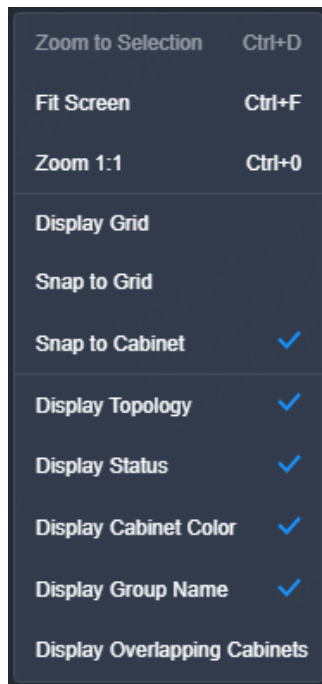 Zoom to Selection Ctrl+D
Fit Screen Ctrl+F
Zoom 1:1 Ctrl+0
Display Grid
Snap to Grid
Snap to Cabinet
Display Topology
Display Status
Display Cabinet Color
Display Group Name
Display Overlapping Cabinets